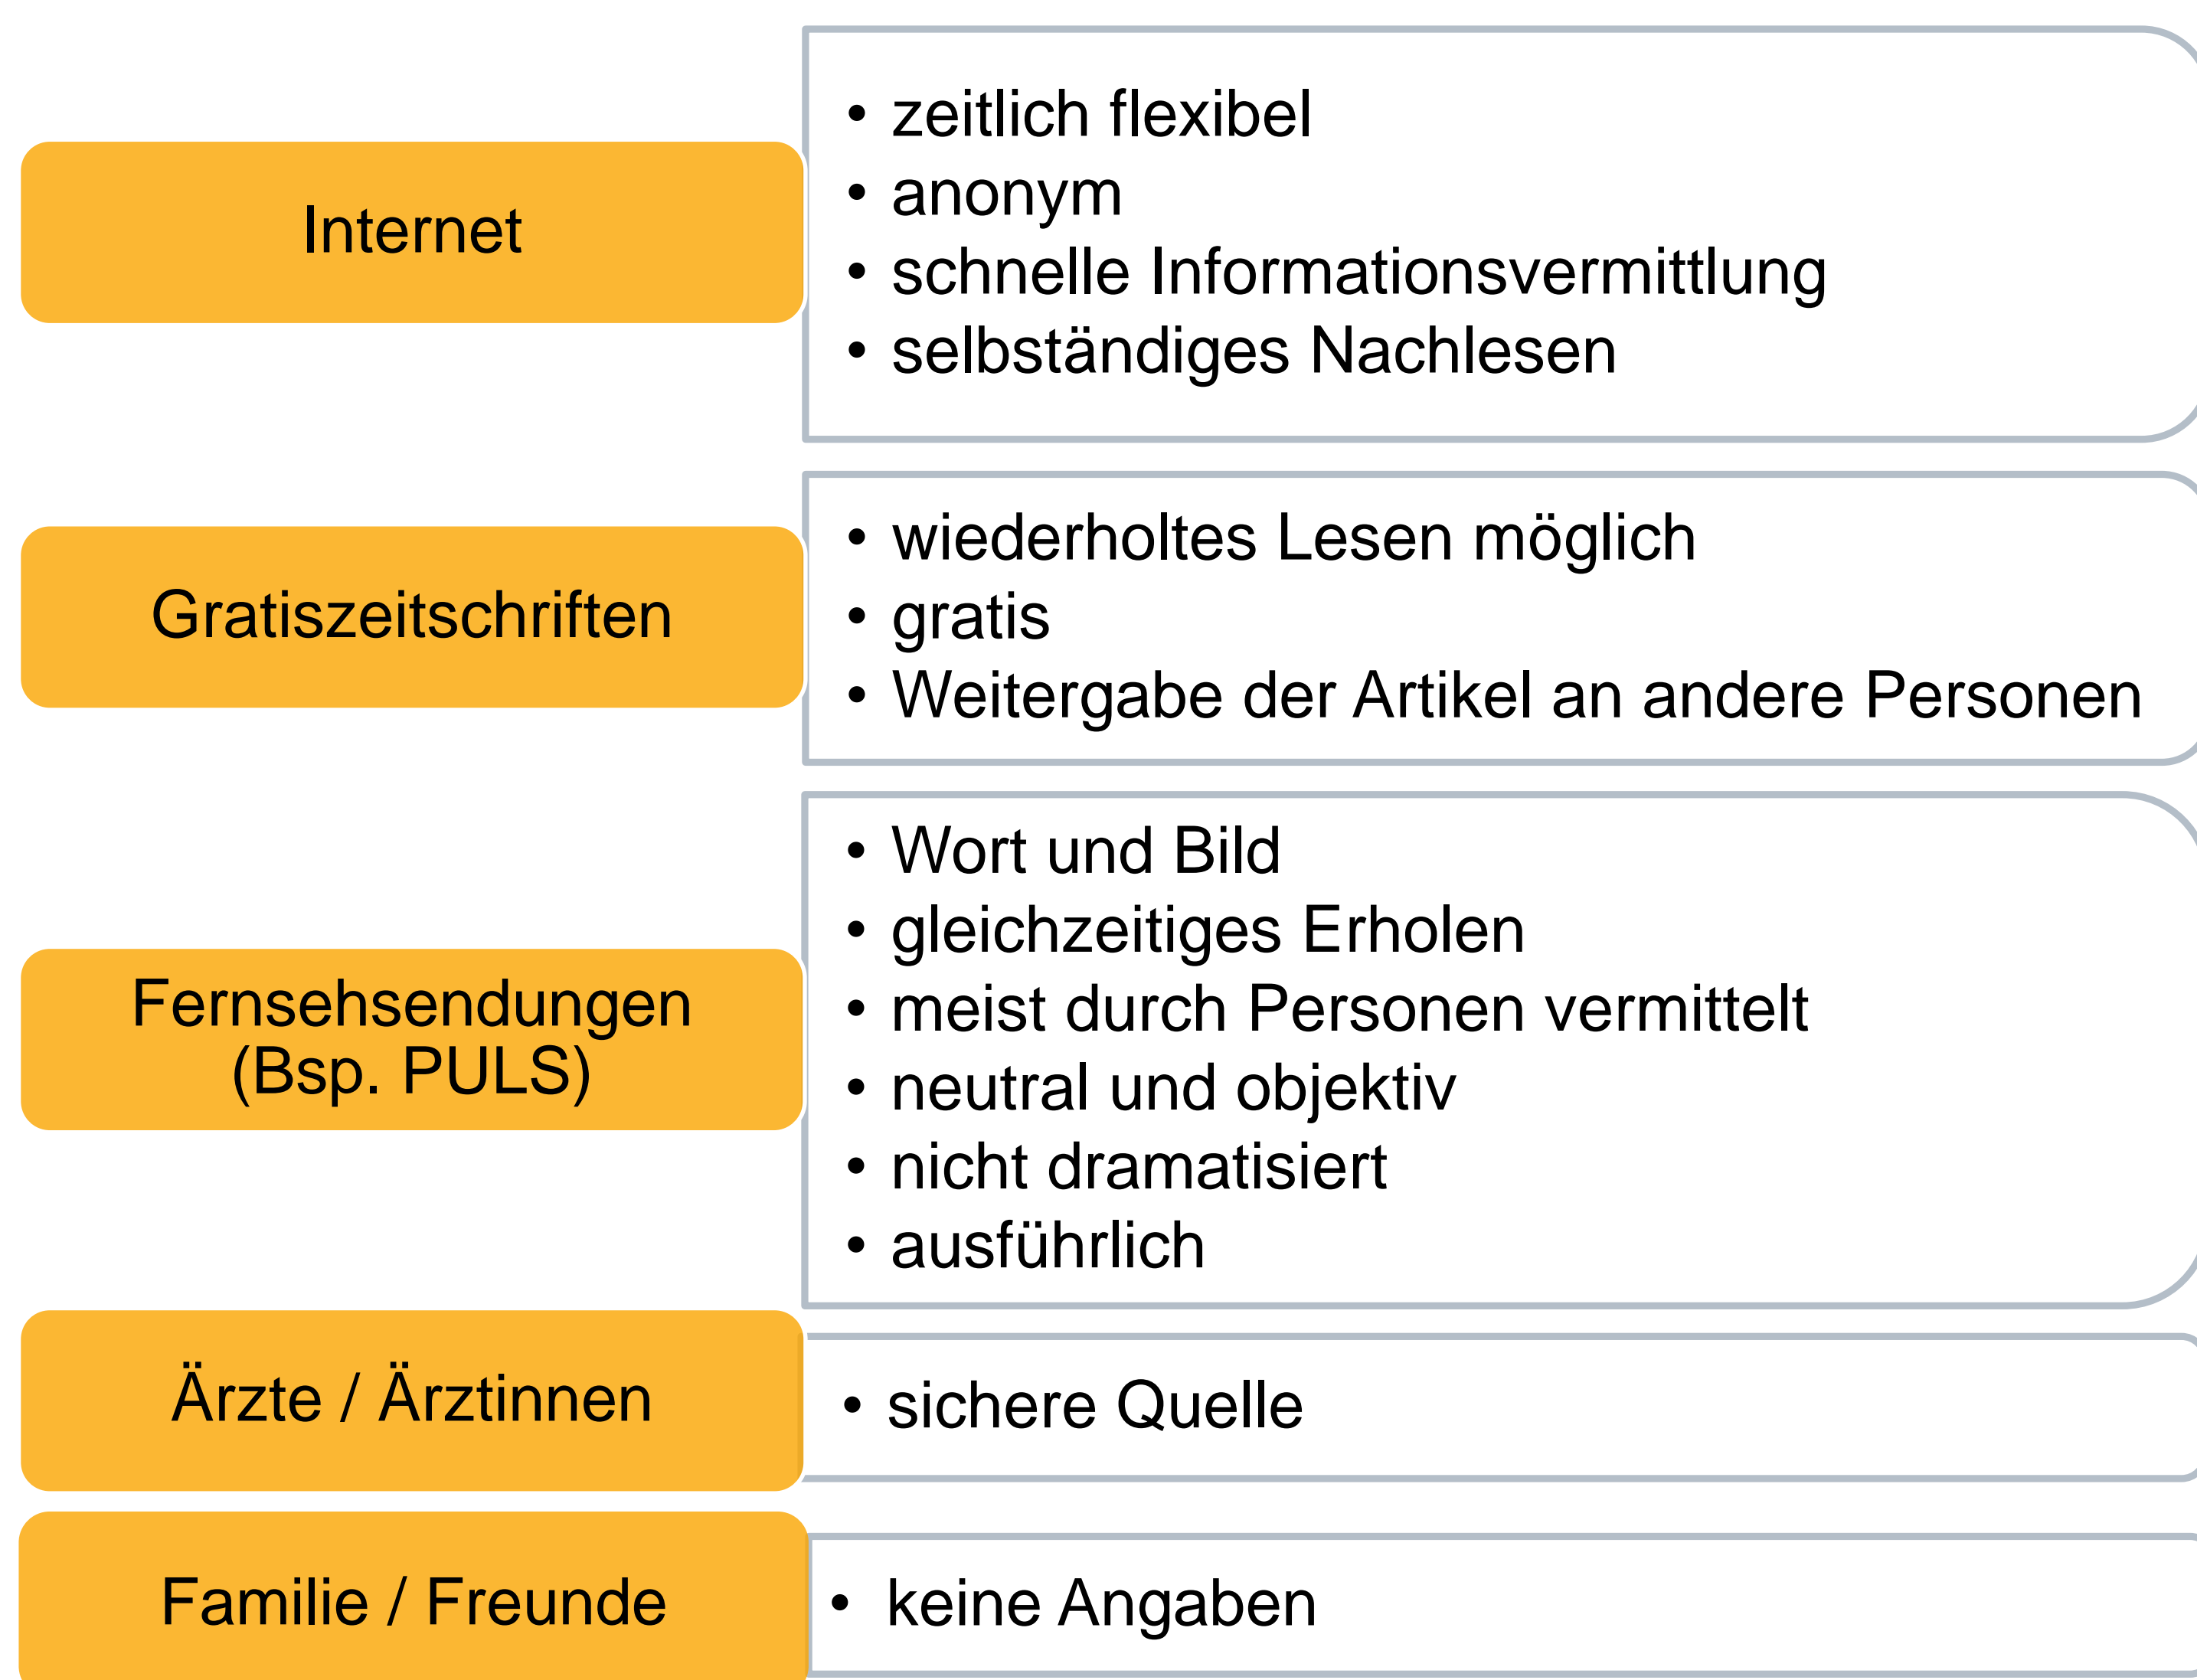 Internet
• zeitlich flexibel
• anonym
• schnelle Informationsvermittlung
• selbständiges Nachlesen
Gratiszeitschriften
• wiederholtes Lesen möglich
• gratis
• Weitergabe der Artikel an andere Personen
Fernsehsendungen
(Bsp. PULS)
• Wort und Bild
• gleichzeitiges Erholen
• meist durch Personen vermittelt
• neutral und objektiv
• nicht dramatisiert
• ausführlich
Ärzte / Ärztinnen
• sichere Quelle
Familie / Freunde
• keine Angaben